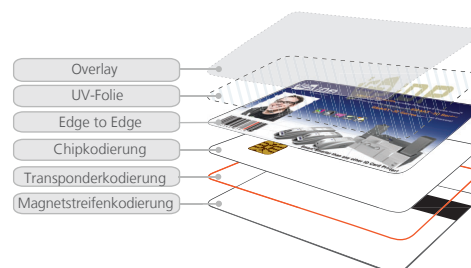 Overlay
UV-Folie
Edge to Edge
Chipkodierung
Transponderkodierung
Magnetstreifenkodierung